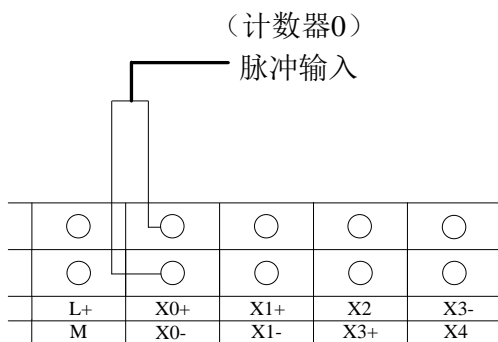 （计数器0）
脉冲输入
L+ X0+ X1+ X2 X3-
M X0- X1- X3+ X4